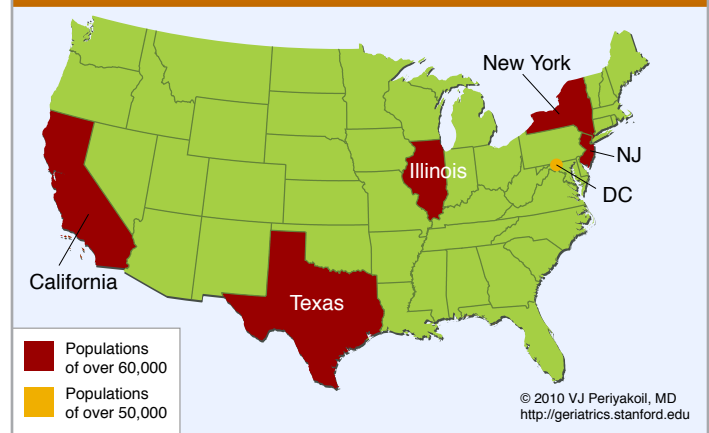 New York
Illinois
NJ
DC
California
Texas
Populations
of over 60,000
Populations
of over 50,000
© 2010 VJ Periyakoil, MD
http://geriatrics.stanford.edu